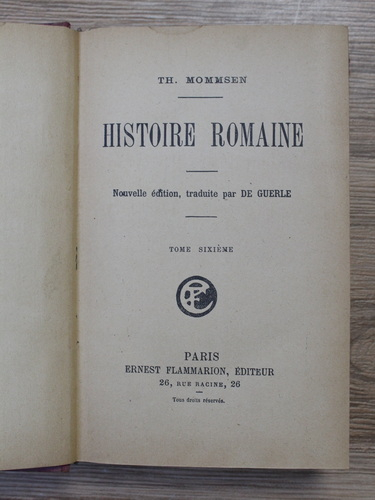 TH. MOMMSEN
HISTOIRE ROMAINE
Nouvelle édition, traduite par DE GUERLE
TOME SIXIÈME
PARIS
ERNEST FLAMMARION, ÉDITEUR
26, RUE RACINE, 26
Tous droits réservés.